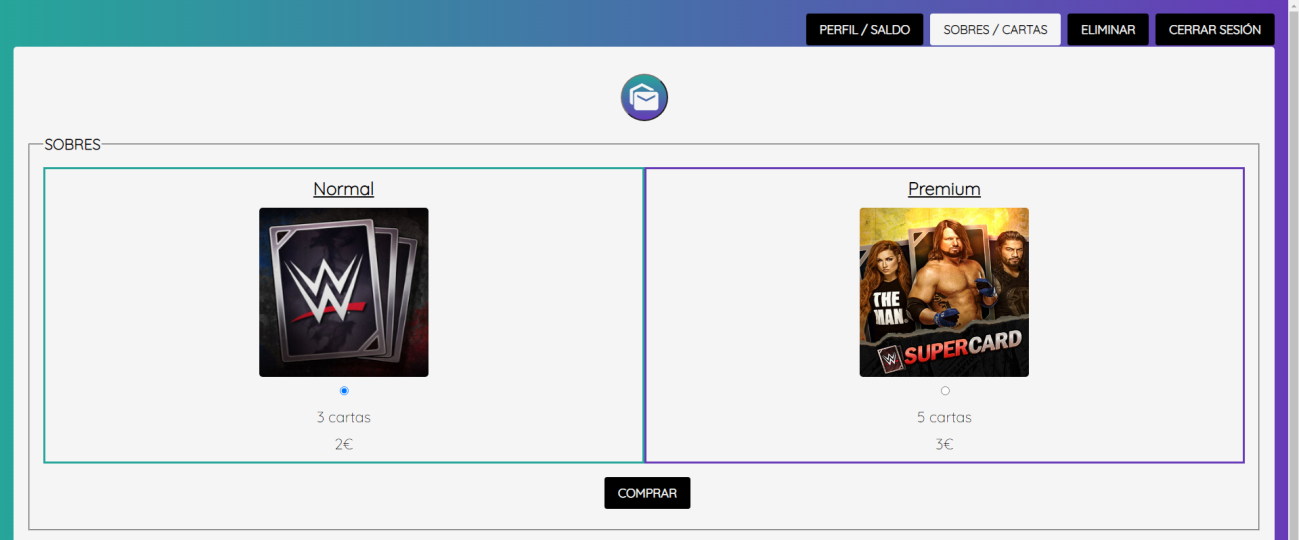 PERFIL / SALDO
SOBRES / CARTAS
ELIMINAR
CERRAR SESIÓN
SOBRES
Normal
W
3 cartas
2€
Premium
THE
MAN.
W SUPERCARD
5 cartas
3€
COMPRAR